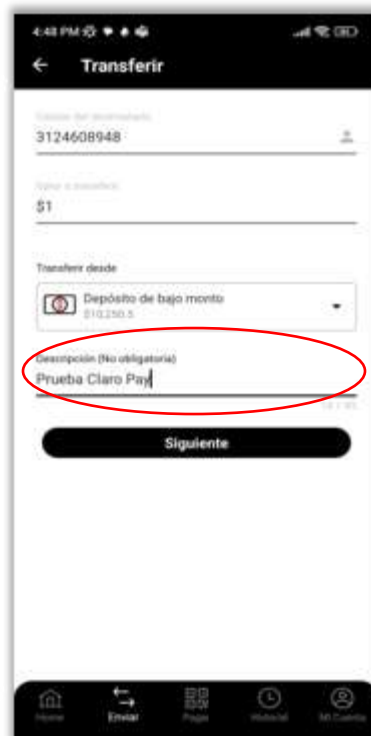 4:48 PM
Transferir
Celular del destinatario
3124608948
Valor a transferir
$1
Transferir desde
Depósito de bajo monto
$10,250.5
Descripción (No obligatoria)
Prueba Claro Pay
Siguiente
Home Enviar Pagar Historial Mi Cuenta